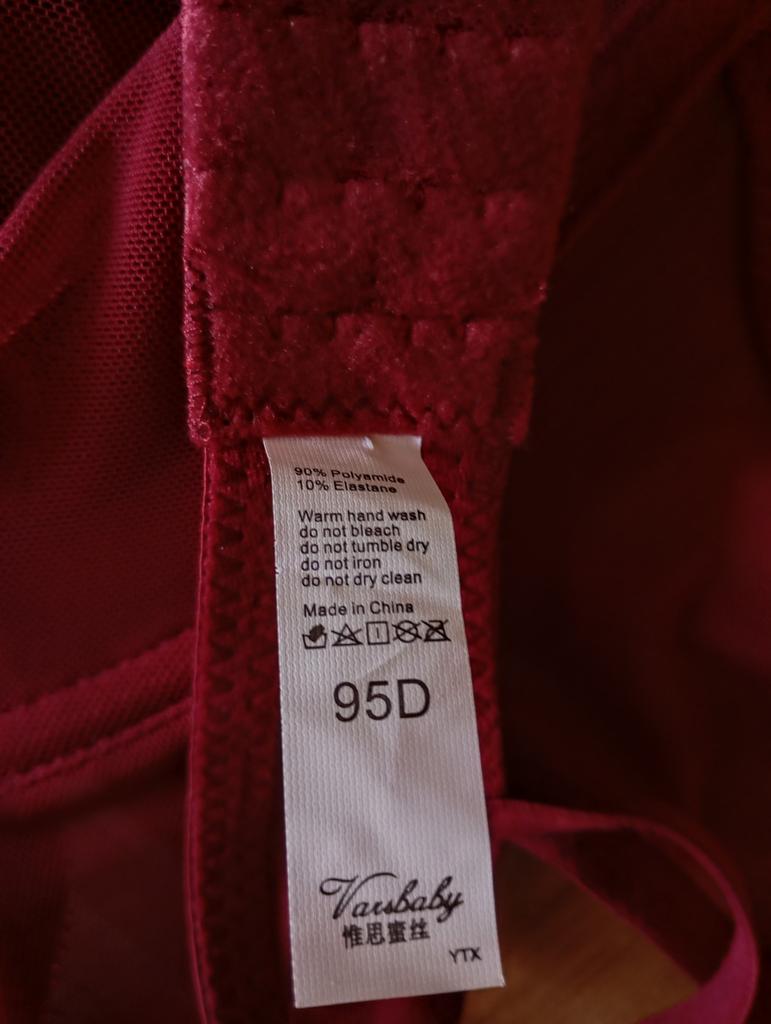 90% Polyamide
10% Elastane
Warm hand wash
do not bleach
do not tumble dry
do not iron
do not dry clean
Made in China
95D
Varsbaby
惟思蜜丝
YTX